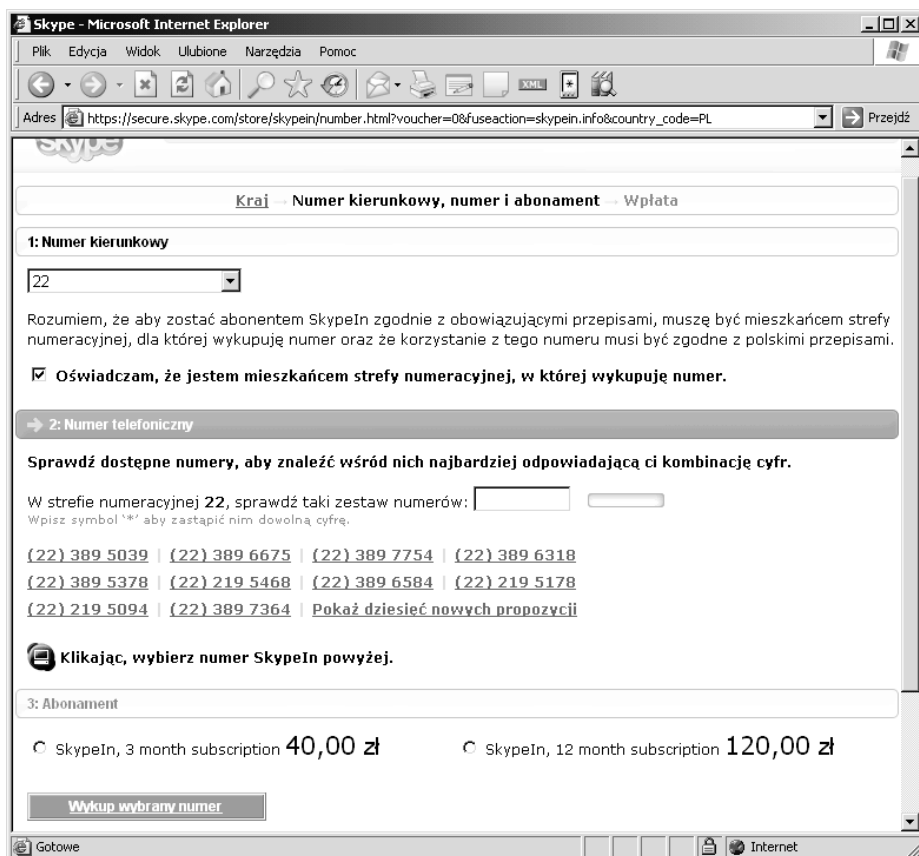 Skype - Microsoft Internet Explorer
Plik Edycja Widok Ulubione Narzędzia Pomoc
XML
Adres https://secure.skype.com/store/skypein/number.html?voucher=0&fuseaction=skypein.info&country_code=PL Przejdź
skype
Kraj → Numer kierunkowy, numer i abonament → Wpłata
1: Numer kierunkowy
22
Rozumiem, że aby zostać abonentem SkypeIn zgodnie z obowiązującymi przepisami, muszę być mieszkańcem strefy
numeracyjnej, dla której wykupuję numer oraz że korzystanie z tego numeru musi być zgodne z polskimi przepisami.
Oświadczam, że jestem mieszkańcem strefy numeracyjnej, w której wykupuję numer.
2: Numer telefoniczny
Sprawdź dostępne numery, aby znaleźć wśród nich najbardziej odpowiadającą ci kombinację cyfr.
W strefie numeracyjnej 22, sprawdź taki zestaw numerów:
Wpisz symbol '*' aby zastąpić nim dowolną cyfrę.
(22) 389 5039 | (22) 389 6675 | (22) 389 7754 | (22) 389 6318
(22) 389 5378 | (22) 219 5468 | (22) 389 6584 | (22) 219 5178
(22) 219 5094 | (22) 389 7364 | Pokaż dziesięć nowych propozycji
Klikając, wybierz numer SkypeIn powyżej.
3: Abonament
SkypeIn, 3 month subscription 40,00 zł SkypeIn, 12 month subscription 120,00 zł
Wykup wybrany numer
Gotowe Internet